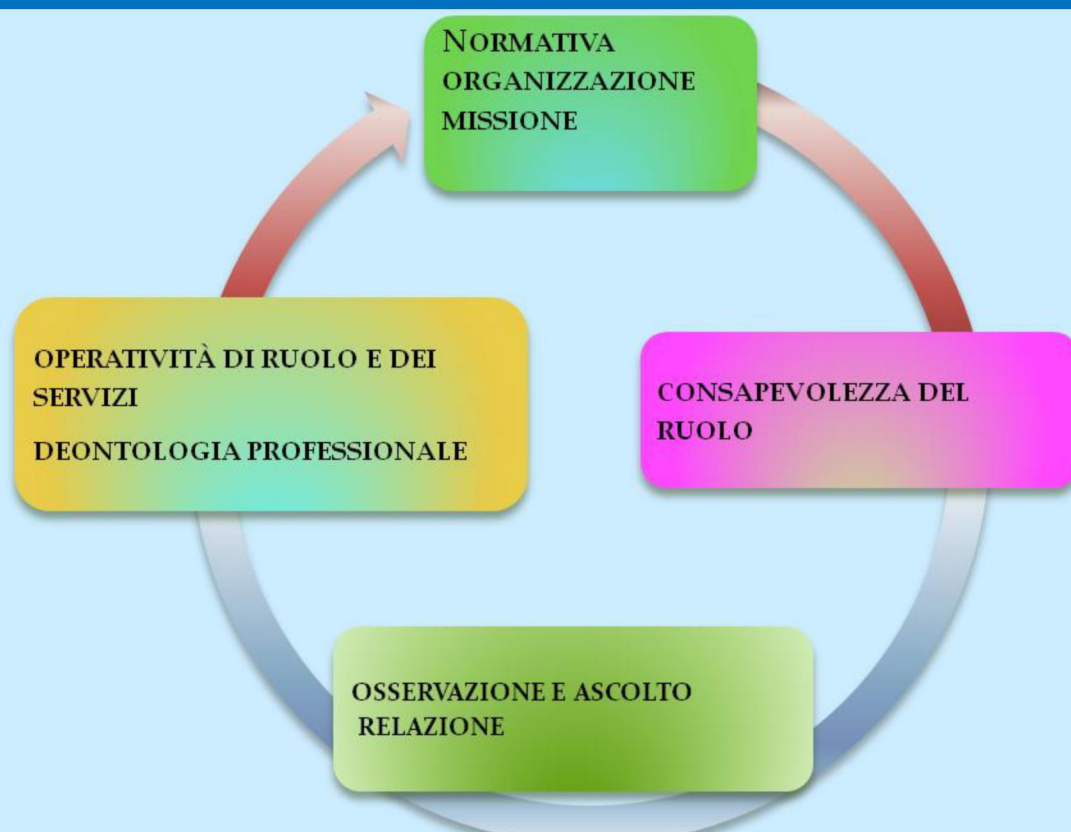 NORMATIVA
ORGANIZZAZIONE
MISSIONE
CONSAPEVOLEZZA DEL
RUOLO
OSSERVAZIONE E ASCOLTO
RELAZIONE
OPERATIVITÀ DI RUOLO E DEI
SERVIZI
DEONTOLOGIA PROFESSIONALE